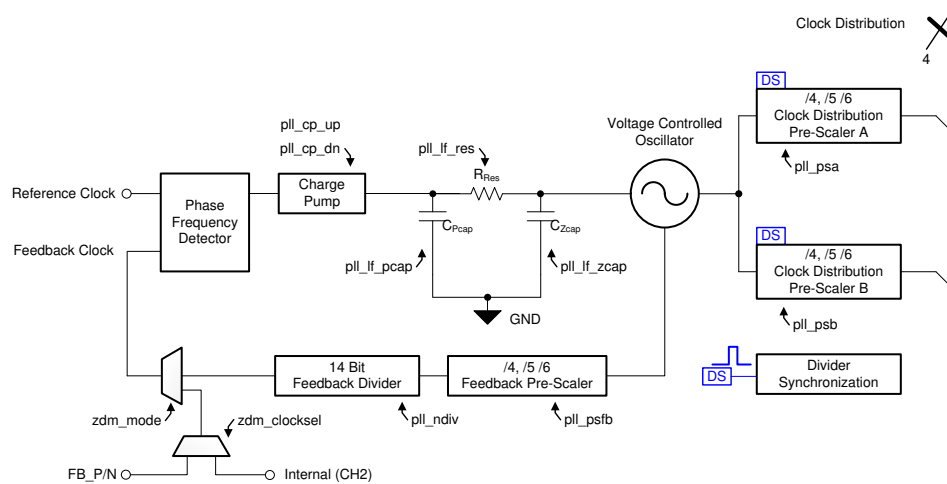 Clock Distribution
4
DS
/4, /5 /6
Clock Distribution
Pre-Scaler A
pll_psa
Voltage Controlled
Oscillator
pll_cp_up
pll_cp_dn
pll_lf_res
RRes
Reference Clock
Phase
Frequency
Detector
Charge
Pump
CPcap
CZcap
Feedback Clock
pll_lf_pcap
pll_lf_zcap
GND
DS
/4, /5 /6
Clock Distribution
Pre-Scaler B
pll_psb
14 Bit
Feedback Divider
/4, /5 /6
Feedback Pre-Scaler
DS
Divider
Synchronization
zdm_mode
zdm_clocksel
pll_ndiv
pll_psfb
FB_P/N
Internal (CH2)